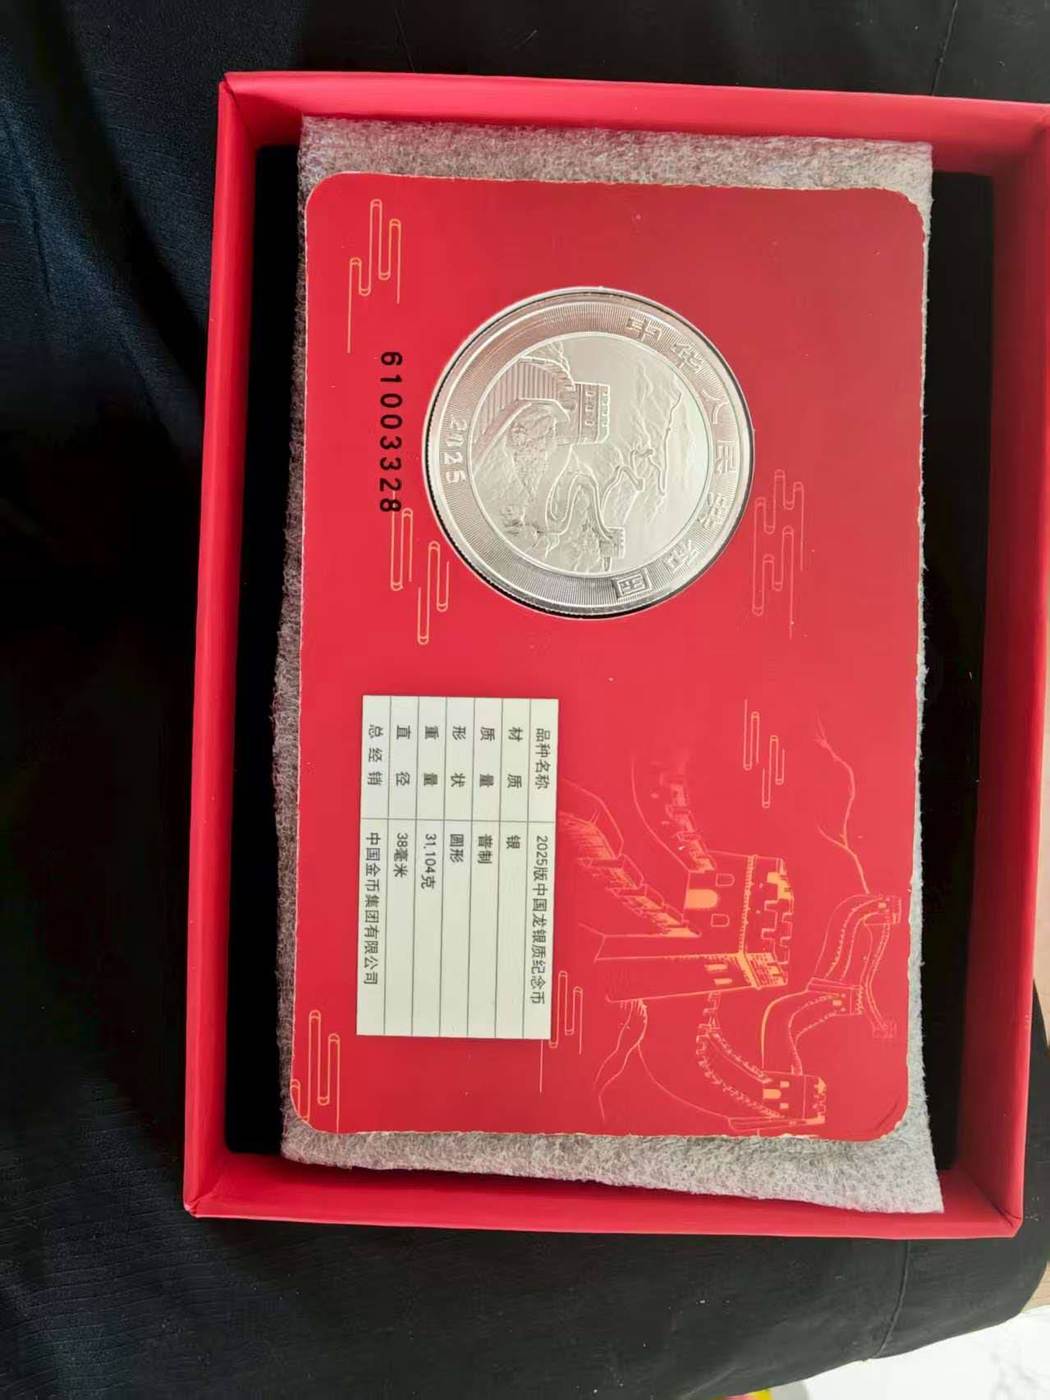 中华人民共和国
2025
61003328
品种名称 2025版中国龙银质纪念币
材质 银
质量 普制
形状 圆形
重量 31.104克
直径 38毫米
总经销 中国金币集团有限公司